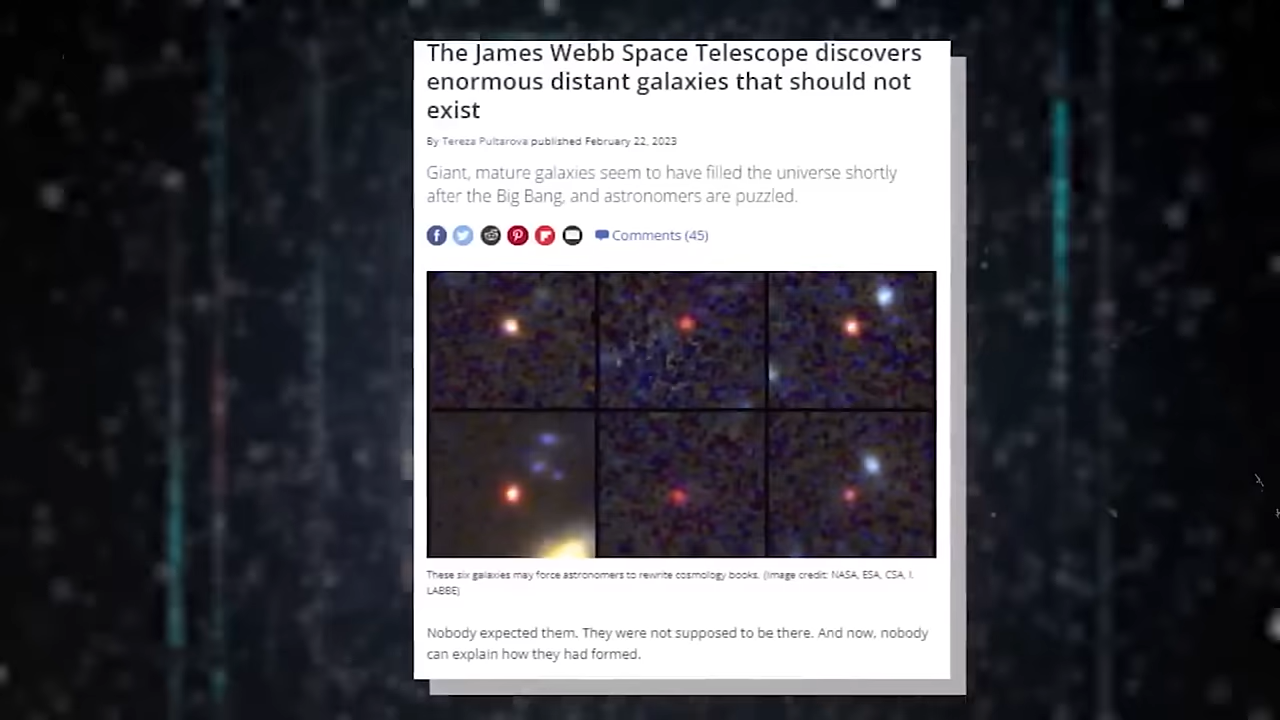 The James Webb Space Telescope discovers
enormous distant galaxies that should not
exist
By Tereza Pultarova published February 22, 2023
Giant, mature galaxies seem to have filled the universe shortly
after the Big Bang, and astronomers are puzzled.
Comments (45)
These six galaxies may force astronomers to rewrite cosmology books. (Image credit: NASA, ESA, CSA, I.
LABBE)
Nobody expected them. They were not supposed to be there. And now, nobody
can explain how they had formed.